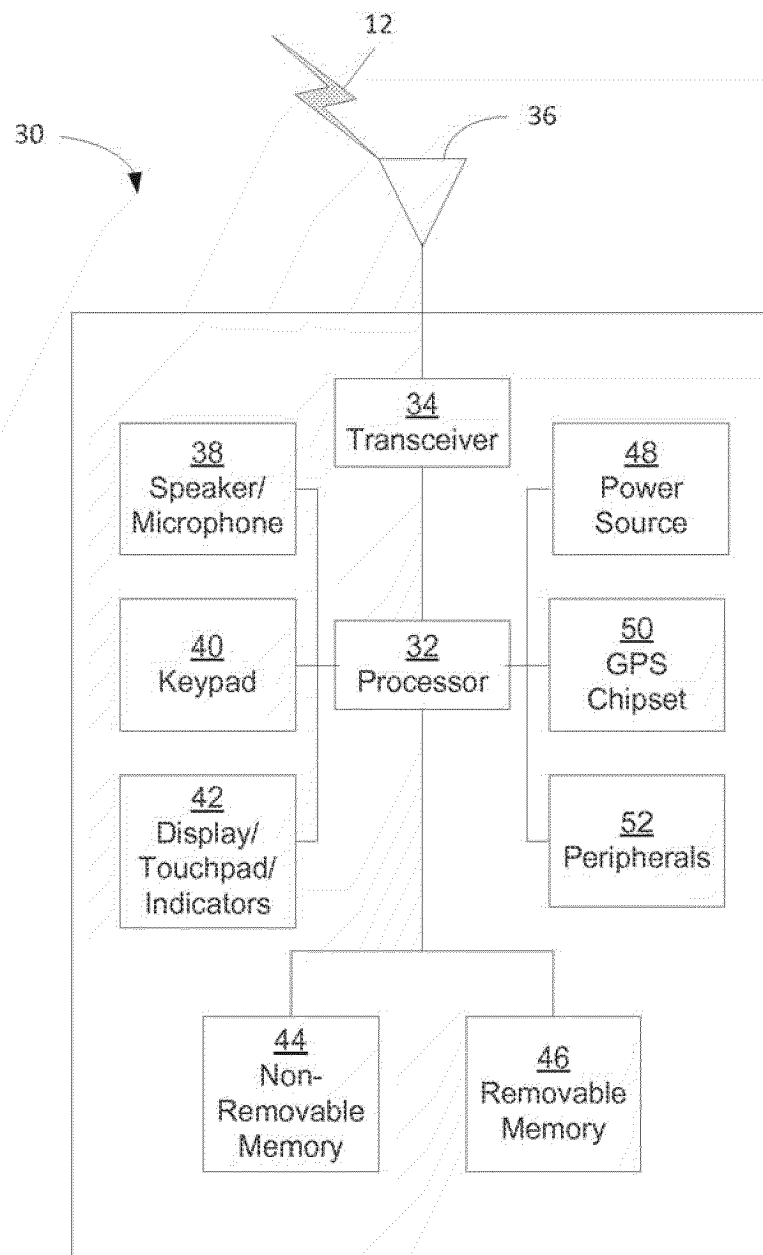 12
36
30
34
Transceiver
38
Speaker/
Microphone
48
Power
Source
40
Keypad
32
Processor
50
GPS
Chipset
42
Display/
Touchpad/
Indicators
52
Peripherals
44
Non-
Removable
Memory
46
Removable
Memory